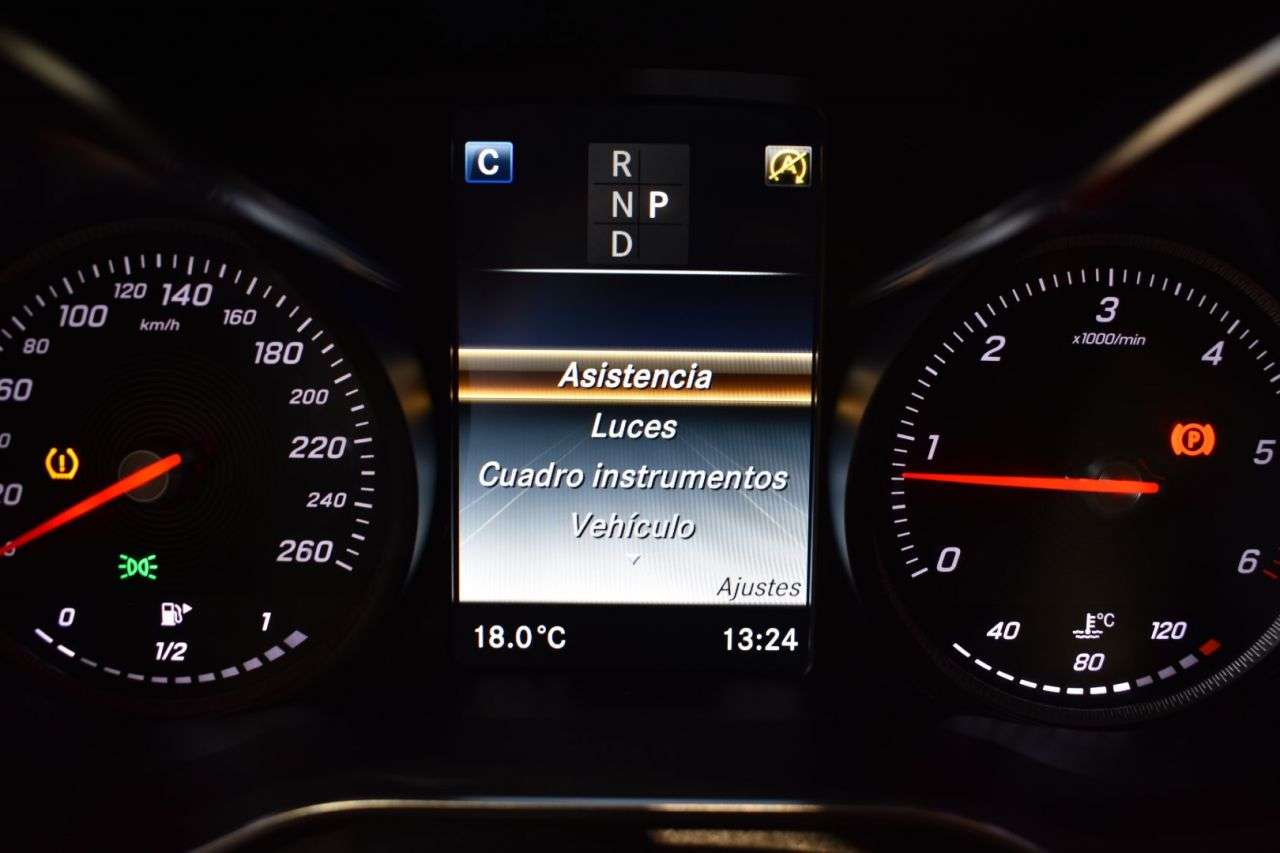 C
R
N P
D
A
100 120 140 160
km/h
80 180
60 200
220
20 240
260
0 1/2 1
Asistencia
Luces
Cuadro instrumentos
Vehículo
Ajustes
18.0°C 13:24
3
x1000/min
2 4
1 P 5
0 6
°C
40 80 120